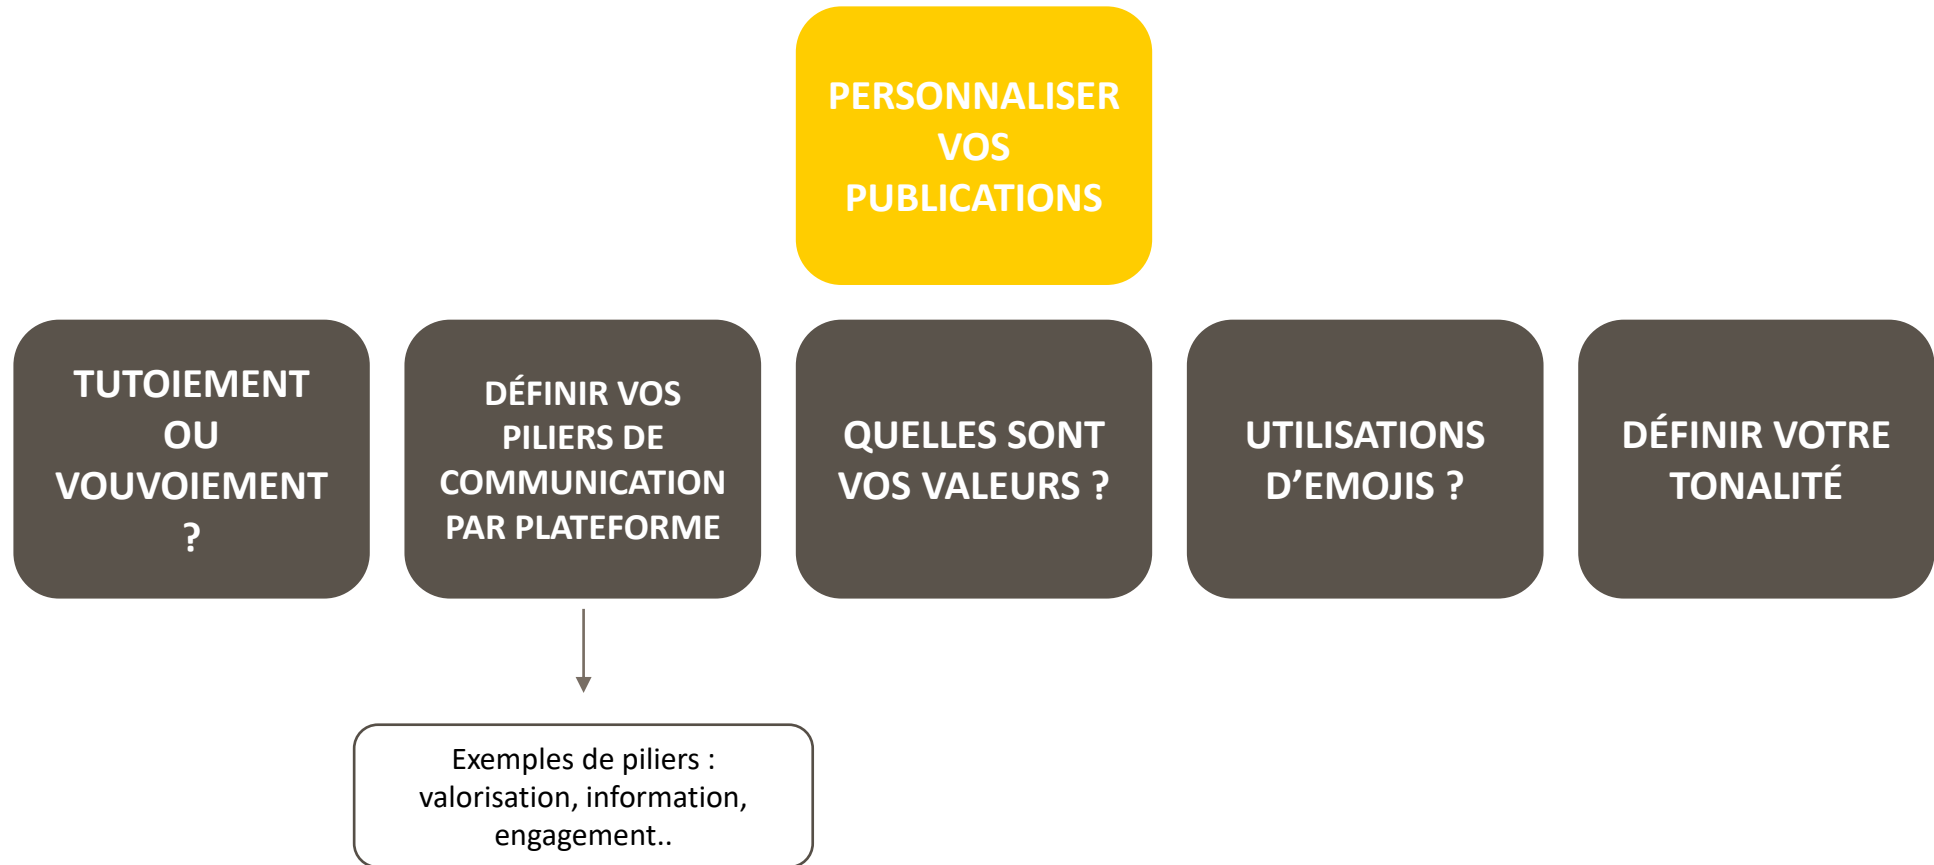 PERSONNALISER
VOS
PUBLICATIONS
TUTOIEMENT
OU
VOUVOIEMENT
?
DÉFINIR VOS
PILIERS DE
COMMUNICATION
PAR PLATEFORME
QUELLES SONT
VOS VALEURS ?
UTILISATIONS
D’EMOJIS ?
DÉFINIR VOTRE
TONALITÉ
Exemples de piliers :
valorisation, information,
engagement..